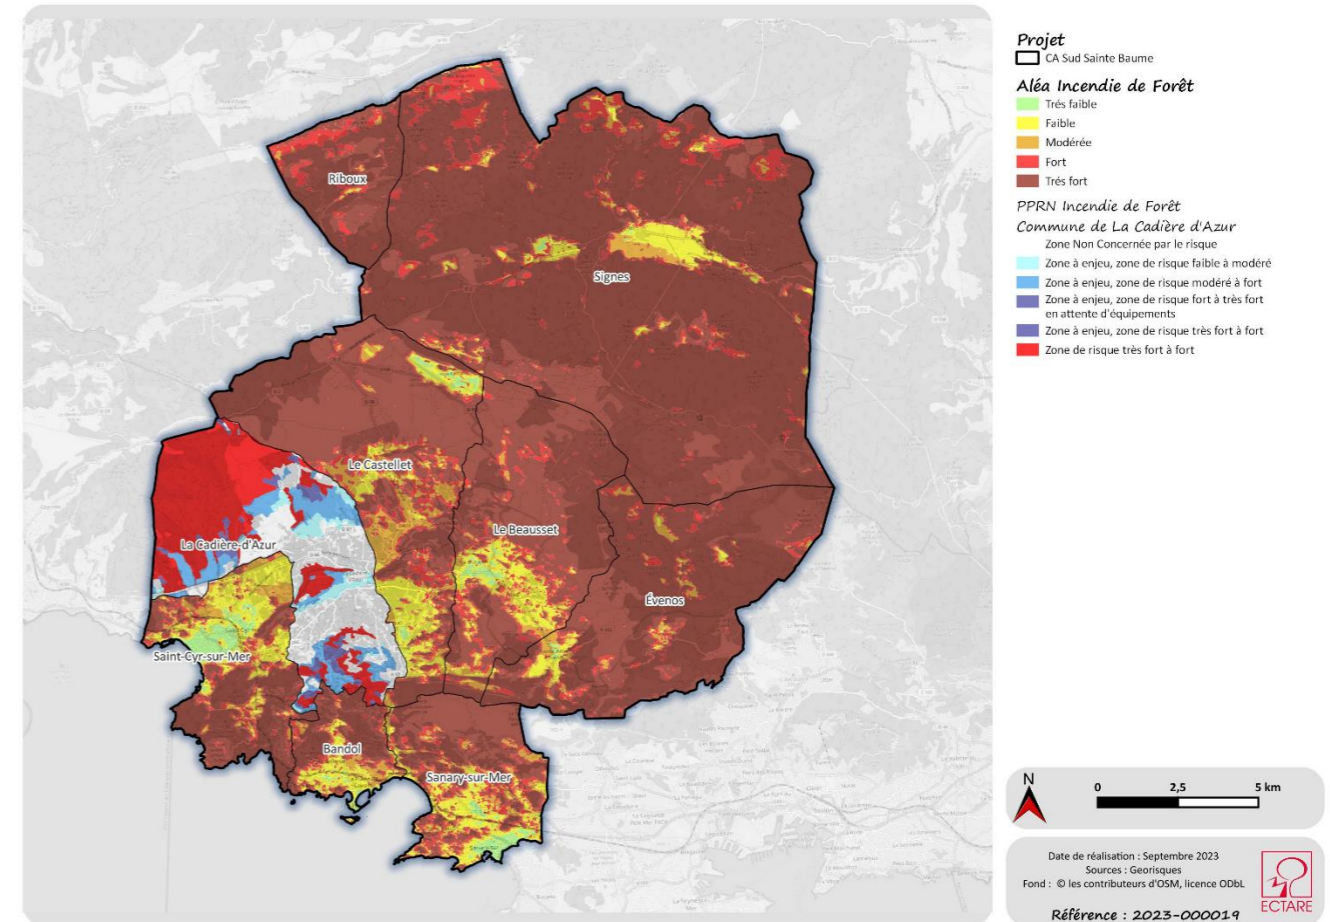 Riboux
Signes
Le Castellet
Le Beausset
La Cadière-d'Azur
Évenos
Saint-Cyr-sur-Mer
Bandol
Sanary-sur-Mer
Projet
CA Sud Sainte Baume
Aléa Incendie de Forêt
Trés faible
Faible
Modérée
Fort
Trés fort
PPRN Incendie de Forêt
Commune de La Cadière d'Azur
Zone Non Concernée par le risque
Zone à enjeu, zone de risque faible à modéré
Zone à enjeu, zone de risque modéré à fort
Zone à enjeu, zone de risque fort à très fort
en attente d'équipements
Zone à enjeu, zone de risque très fort à fort
Zone de risque très fort à fort
N
0 2,5 5 km
Date de réalisation : Septembre 2023
Sources : Georisques
Fond : © les contributeurs d'OSM, licence ODbL
Référence : 2023-000019
ECTARE